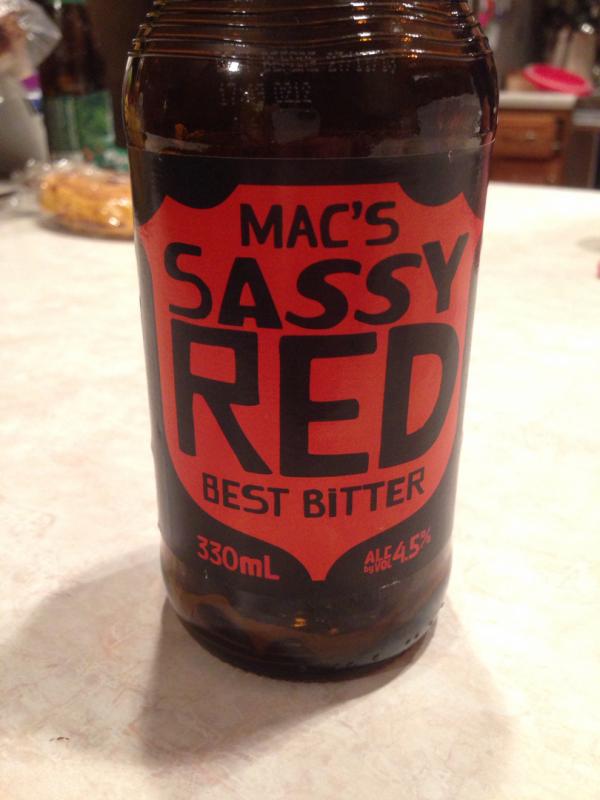 MAC'S
SASSY
RED
BEST BiTTER
330mL
ALC
by VOL 4.5%